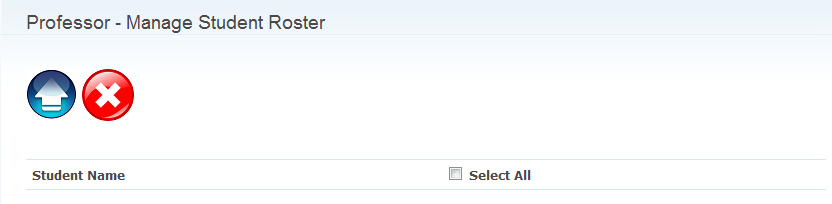 Professor - Manage Student Roster
Student Name Select All